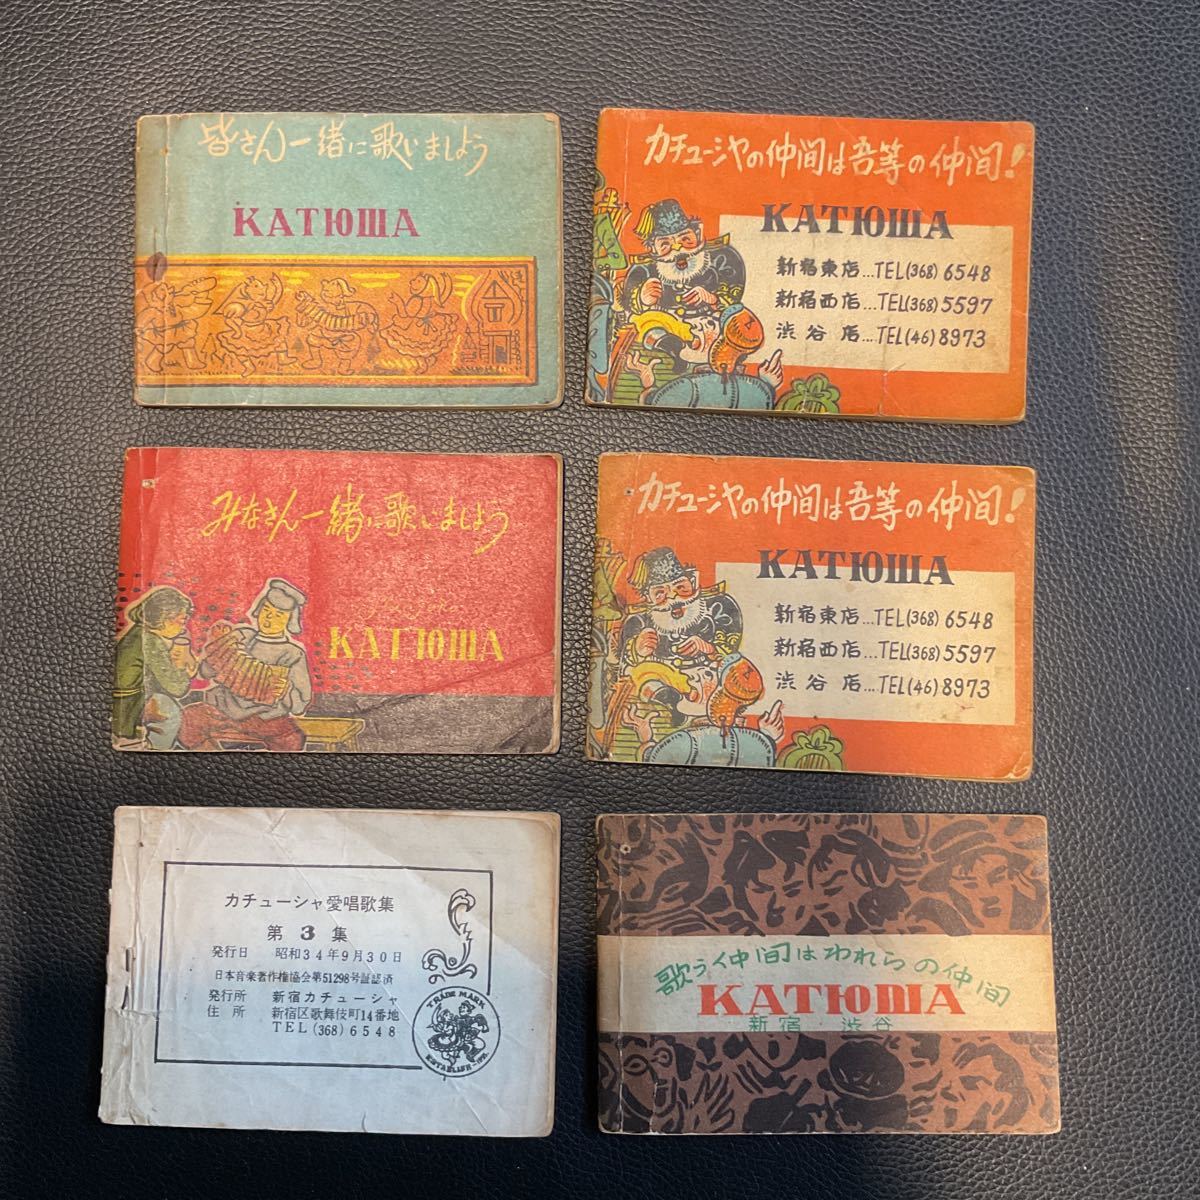 皆さん一緒に歌いましよう
КАТЮША
カチューシヤの仲間は吾等の仲間!
КАТЮША
新宿東店…TEL(368)6548
新宿西店…TEL(368)5597
渋谷店…TEL(46)8973
みなさん一緒に歌いましよう
КАТЮША
カチューシヤの仲間は吾等の仲間!
КАТЮША
新宿東店…TEL(368)6548
新宿西店…TEL(368)5597
渋谷店…TEL(46)8973
カチューシャ愛唱歌集
第3集
発行日 昭和34年9月30日
日本音楽著作権協会第51298号証認済
発行所 新宿カチューシャ
住所 新宿区歌舞伎町14番地
TEL(368)6548
TRADE MARK
歌う仲間はわれらの仲間
КАТЮША
新宿 渋谷